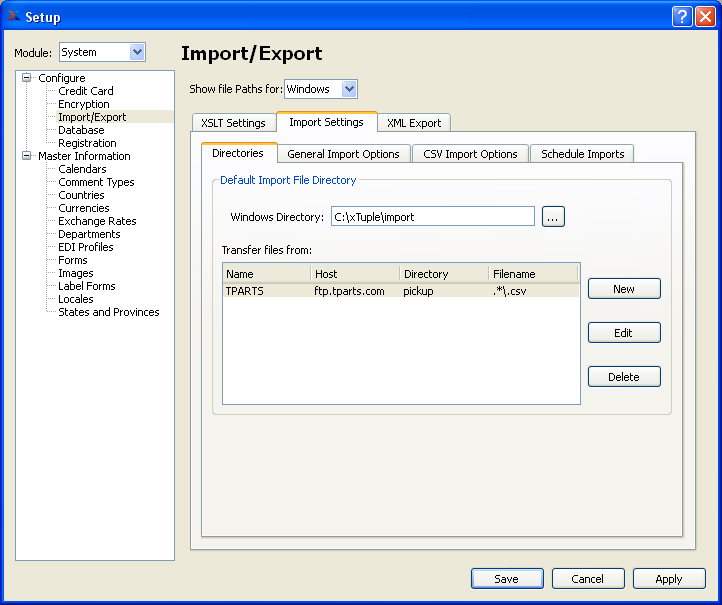 Setup
Module: System
Import/Export
Configure
Credit Card
Encryption
Import/Export
Database
Registration
Master Information
Calendars
Comment Types
Countries
Currencies
Exchange Rates
Departments
EDI Profiles
Forms
Images
Label Forms
Locales
States and Provinces
Show file Paths for: Windows
XSLT Settings Import Settings XML Export
Directories General Import Options CSV Import Options Schedule Imports
Default Import File Directory
Windows Directory: C:\xTuple\import ...
Transfer files from:
Name Host Directory Filename
TPARTS ftp.tparts.com pickup .*\.csv
New
Edit
Delete
Save Cancel Apply